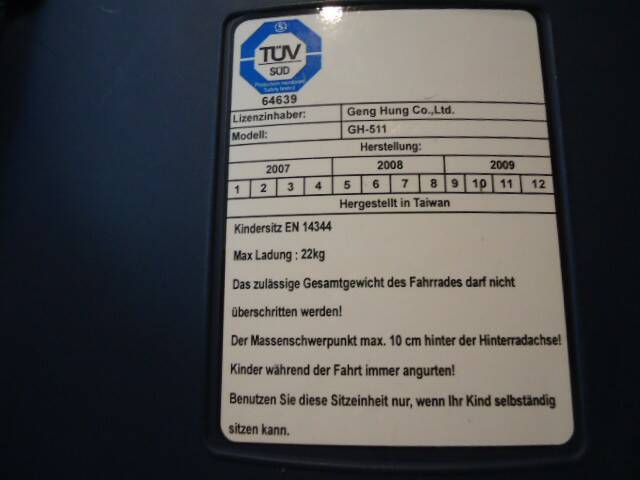 TÜV
SÜD
64639
Lizenzinhaber: Geng Hung Co.,Ltd.
Modell: GH-511
Herstellung:
2007 2008 2009
1 2 3 4 5 6 7 8 9 10 11 12
Hergestellt in Taiwan
Kindersitz EN 14344
Max Ladung : 22kg
Das zulässige Gesamtgewicht des Fahrrades darf nicht
überschritten werden!
Der Massenschwerpunkt max. 10 cm hinter der Hinterradachse!
Kinder während der Fahrt immer angurten!
Benutzen Sie diese Sitzeinheit nur, wenn Ihr Kind selbständig
sitzen kann.